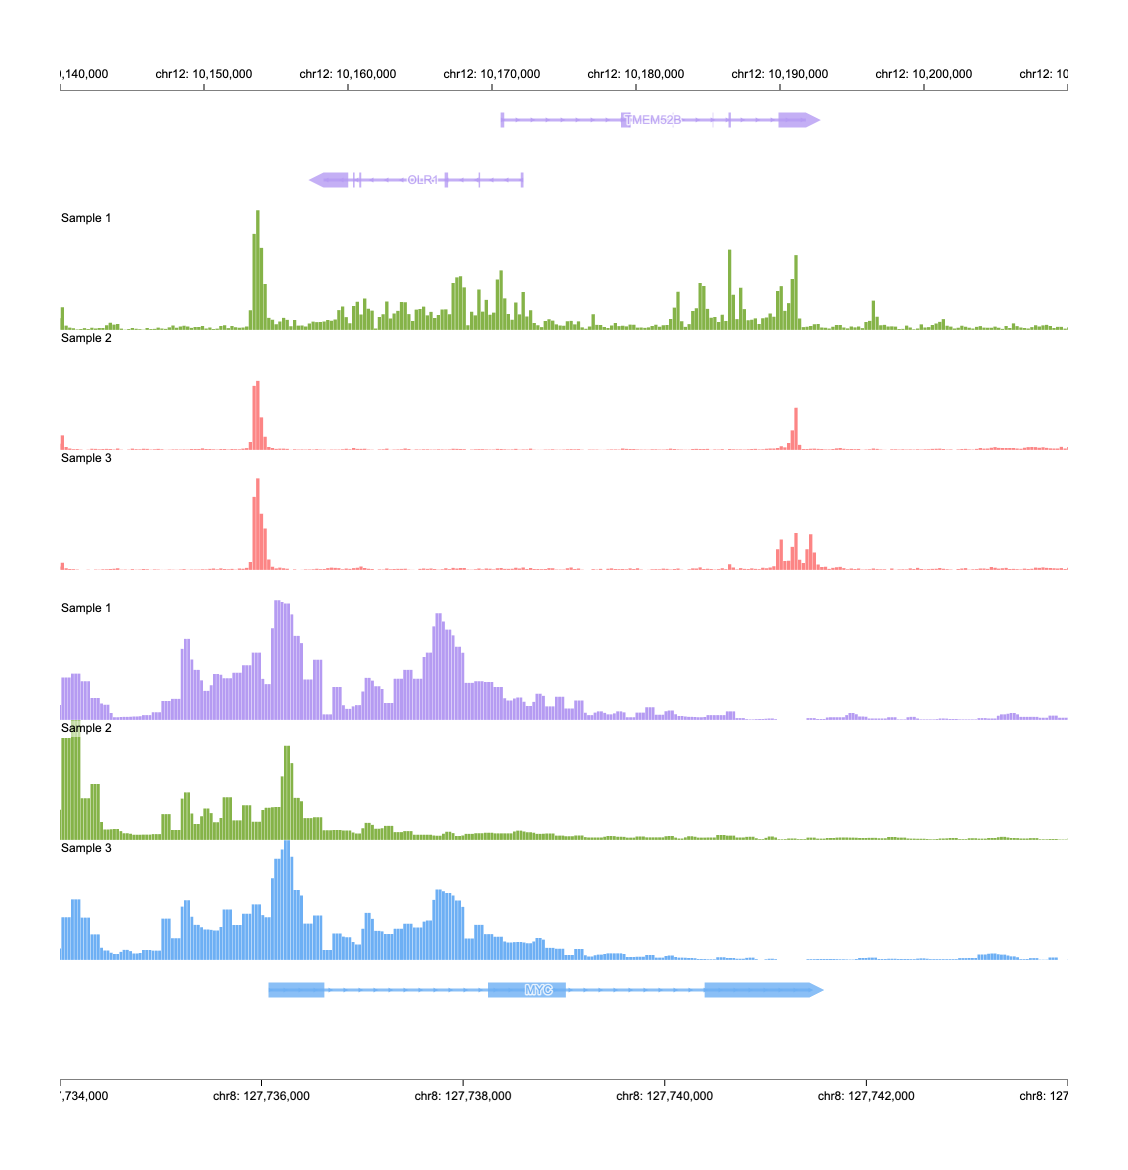 ),140,000 chr12: 10,150,000 chr12: 10,160,000 chr12: 10,170,000 chr12: 10,180,000 chr12: 10,190,000 chr12: 10,200,000 chr12: 10
TMEM52B
OLR1
Sample 1
Sample 2
Sample 3
Sample 1
Sample 2
Sample 3
MYC
',734,000 chr8: 127,736,000 chr8: 127,738,000 chr8: 127,740,000 chr8: 127,742,000 chr8: 127